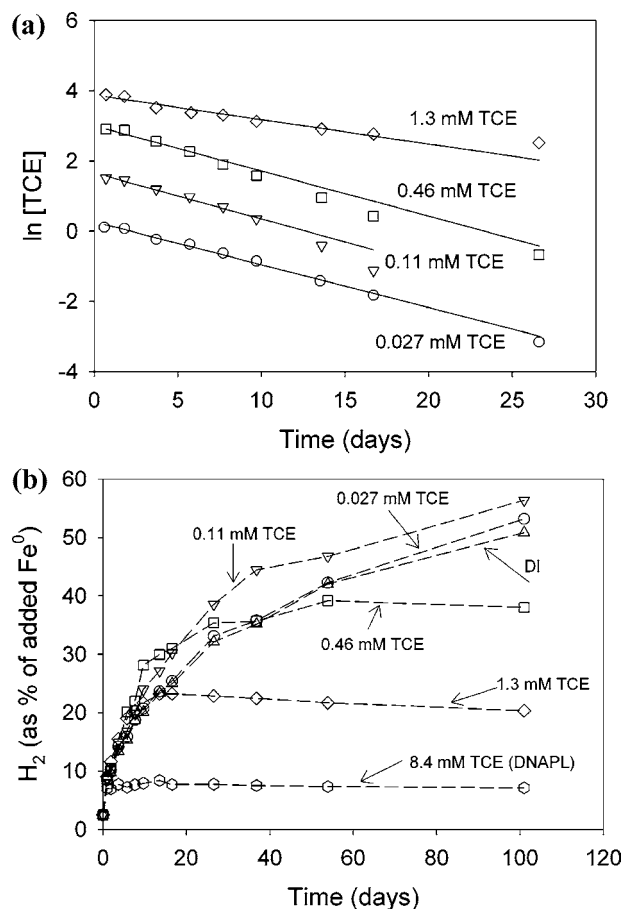 (a)
6
4
2
0
-2
-4
0
5
10
15
20
25
30
ln [TCE]
Time (days)
1.3 mM TCE
0.46 mM TCE
0.11 mM TCE
0.027 mM TCE
(b)
60
50
40
30
20
10
0
0
20
40
60
80
100
120
H₂ (as % of added Fe⁰)
Time (days)
0.027 mM TCE
0.11 mM TCE
DI
0.46 mM TCE
1.3 mM TCE
8.4 mM TCE (DNAPL)